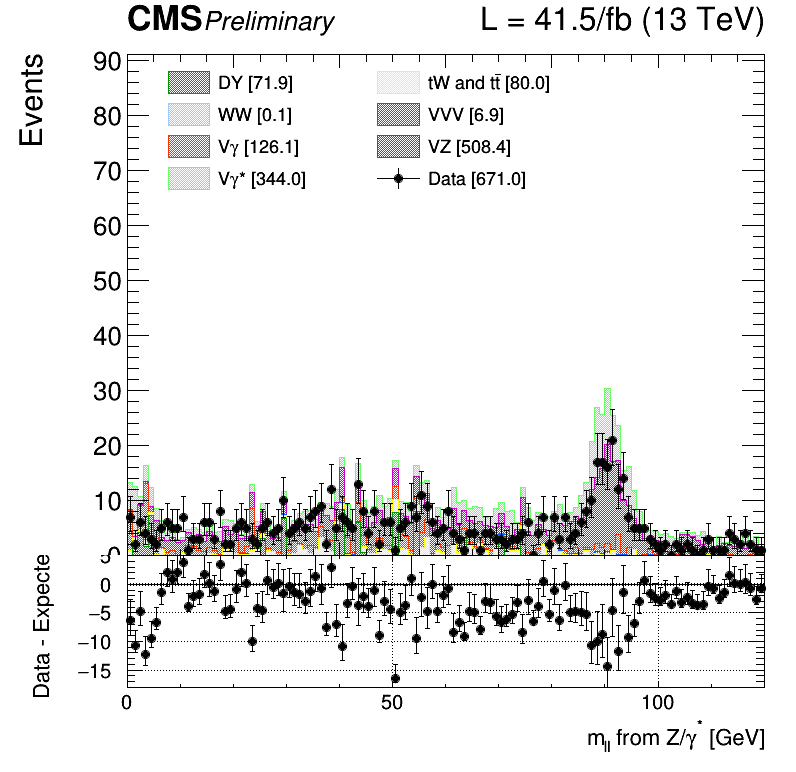 CMS Preliminary L = 41.5/fb (13 TeV)
Events
90
80
70
60
50
40
30
20
10
DY [71.9]
WW [0.1]
Vγ [126.1]
Vγ* [344.0]
tW and tt̄ [80.0]
VVV [6.9]
VZ [508.4]
Data [671.0]
Data - Expecte
0
−5
−10
−15
0 50 100
m_ll from Z/γ* [GeV]